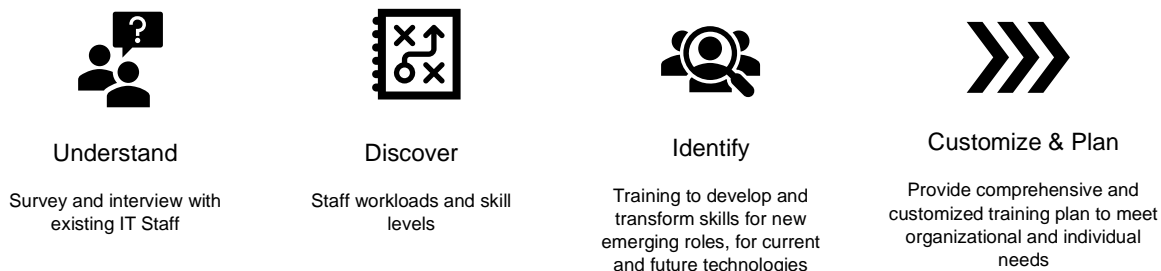 ?
Understand
Survey and interview with
existing IT Staff
Discover
Staff workloads and skill
levels
Identify
Training to develop and
transform skills for new
emerging roles, for current
and future technologies
Customize & Plan
Provide comprehensive and
customized training plan to meet
organizational and individual
needs